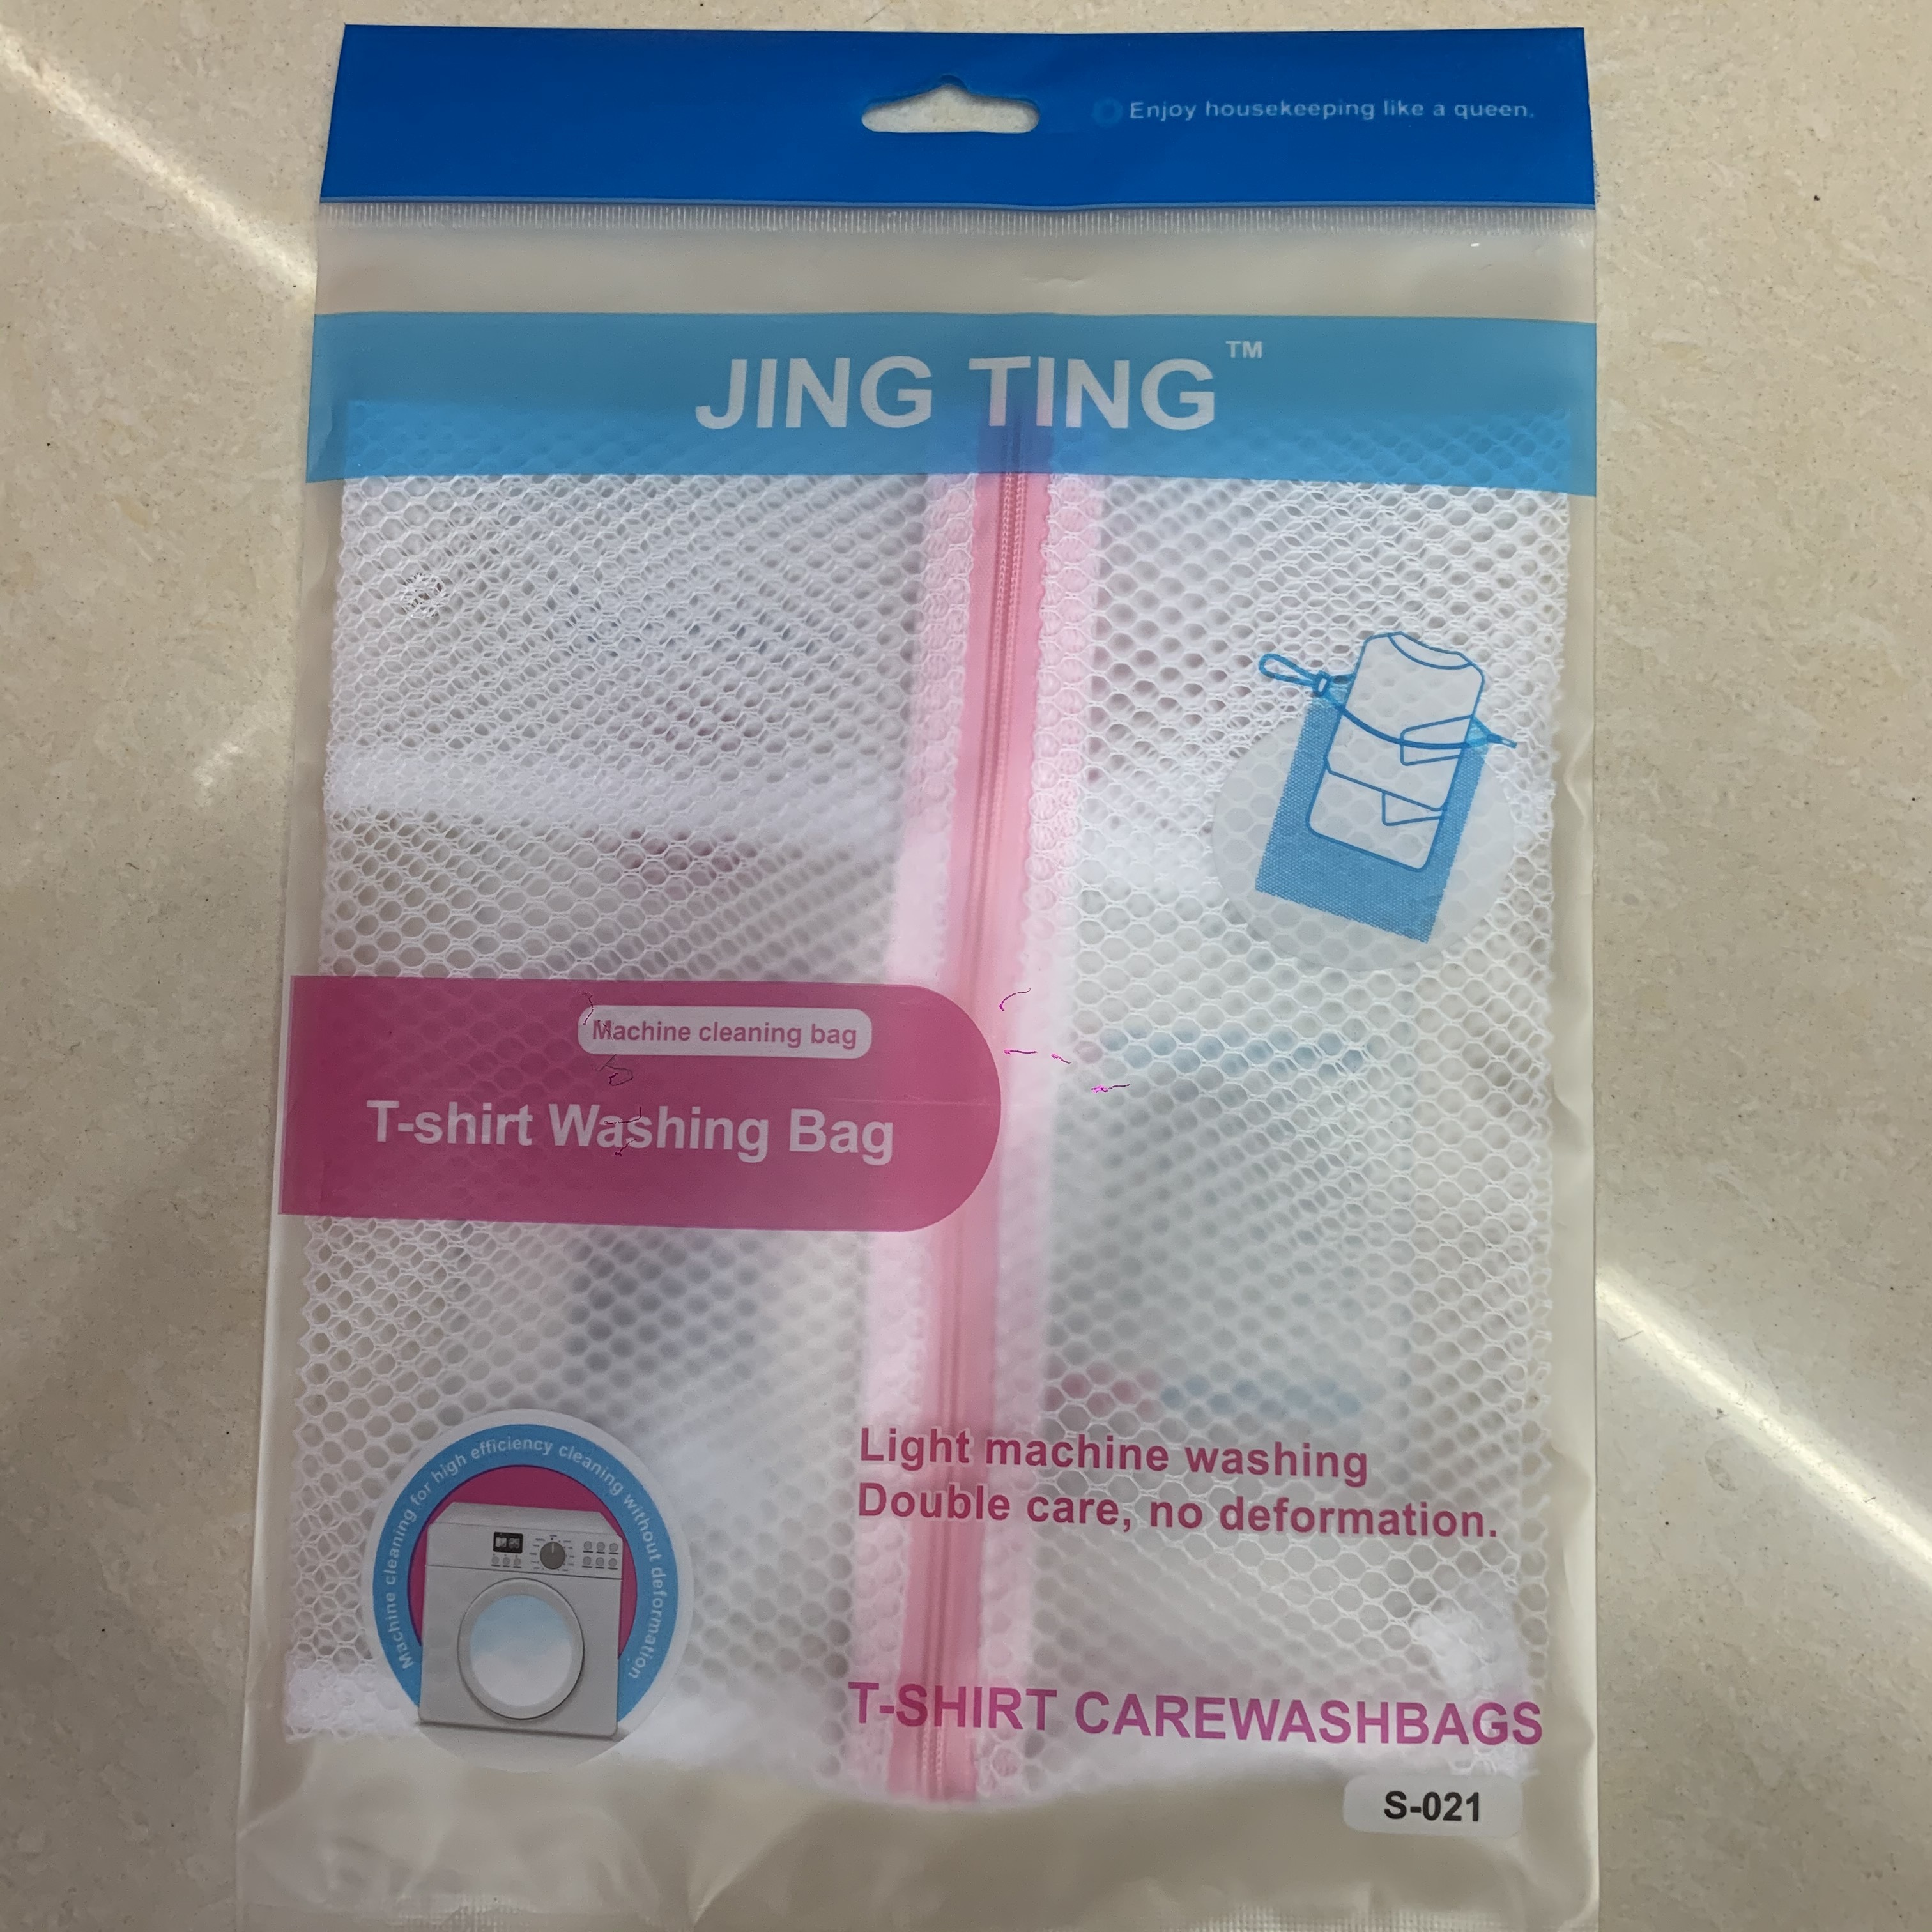 Enjoy housekeeping like a queen.
JING TING™
Machine cleaning bag
T-shirt Washing Bag
Machine cleaning for high efficiency cleaning without deformation
Light machine washing
Double care, no deformation.
T-SHIRT CAREWASHBAGS
S-021